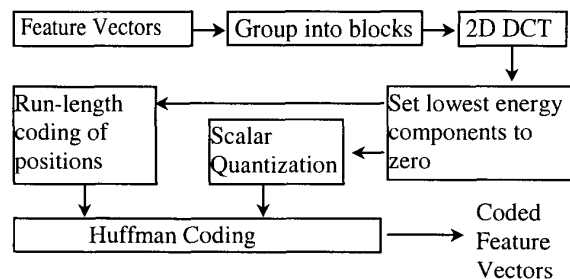 Feature Vectors
Group into blocks
2D DCT
Run-length
coding of
positions
Scalar
Quantization
Set lowest energy
components to
zero
Huffman Coding
Coded
Feature
Vectors